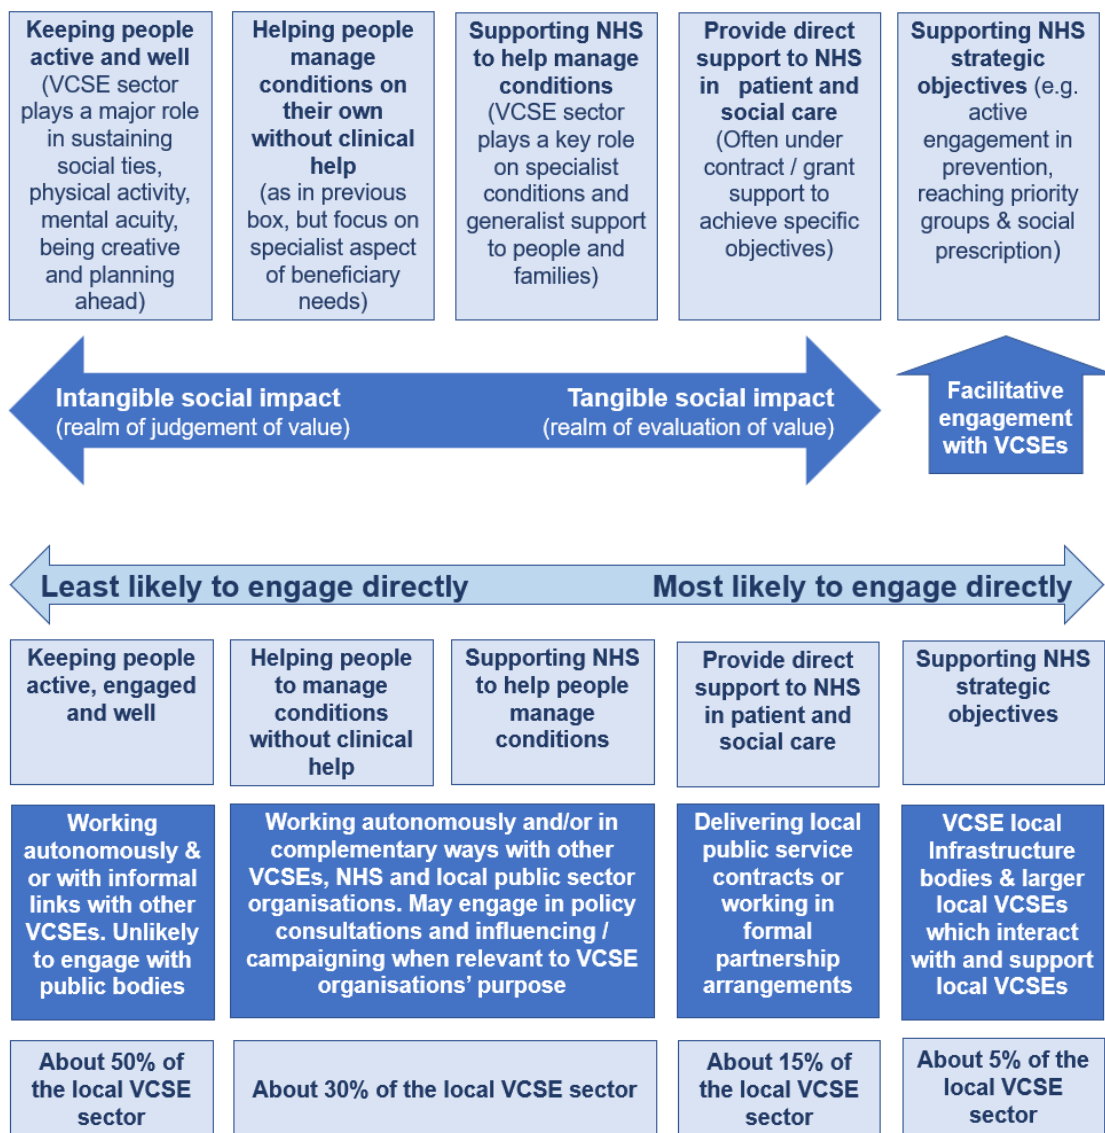 Keeping people
active and well
(VCSE sector
plays a major role
in sustaining
social ties,
physical activity,
mental acuity,
being creative
and planning
ahead)
Helping people
manage
conditions on
their own
without clinical
help
(as in previous
box, but focus on
specialist aspect
of beneficiary
needs)
Supporting NHS
to help manage
conditions
(VCSE sector
plays a key role
on specialist
conditions and
generalist support
to people and
families)
Provide direct
support to NHS
in patient and
social care
(Often under
contract / grant
support to
achieve specific
objectives)
Supporting NHS
strategic
objectives (e.g.
active
engagement in
prevention,
reaching priority
groups & social
prescription)
Intangible social impact
(realm of judgement of value)
Tangible social impact
(realm of evaluation of value)
Facilitative
engagement
with VCSEs
Least likely to engage directly
Most likely to engage directly
Keeping people
active, engaged
and well
Helping people
to manage
conditions
without clinical
help
Supporting NHS
to help people
manage
conditions
Provide direct
support to NHS
in patient and
social care
Supporting NHS
strategic
objectives
Working
autonomously &
or with informal
links with other
VCSEs. Unlikely
to engage with
public bodies
Working autonomously and/or in
complementary ways with other
VCSEs, NHS and local public sector
organisations. May engage in policy
consultations and influencing /
campaigning when relevant to VCSE
organisations’ purpose
Delivering local
public service
contracts or
working in
formal
partnership
arrangements
VCSE local
Infrastructure
bodies & larger
local VCSEs
which interact
with and support
local VCSEs
About 50% of
the local VCSE
sector
About 30% of the local VCSE sector
About 15% of
the local VCSE
sector
About 5% of the
local VCSE
sector